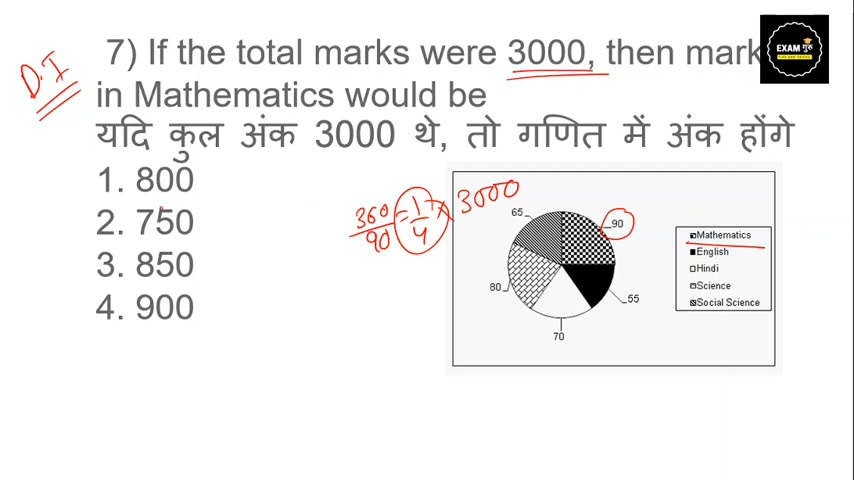 D.I
7) If the total marks were 3000, then mark
in Mathematics would be
यदि कुल अंक 3000 थे, तो गणित में अंक होंगे
1. 800
2. 750
3. 850
4. 900
EXAM गुरु
360/90 = 1/4 × 3000
65
90
80
55
70
Mathematics
English
Hindi
Science
Social Science